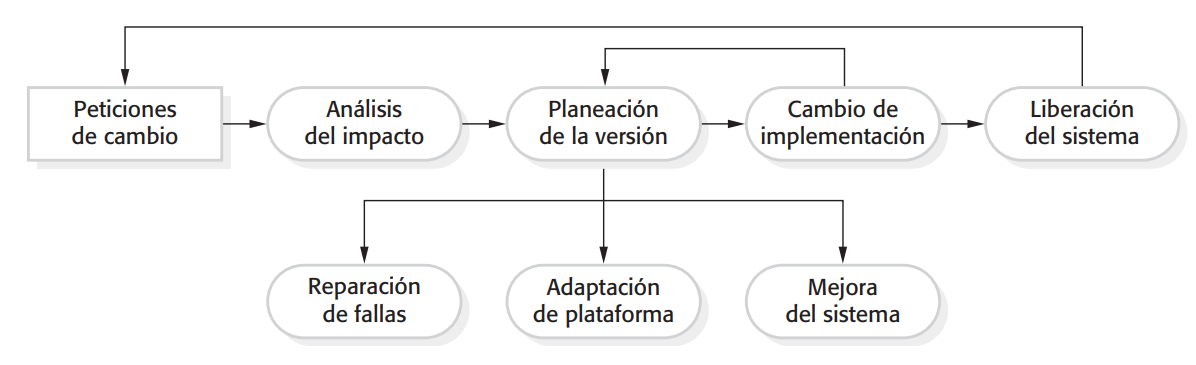 Peticiones
de cambio
Análisis
del impacto
Planeación
de la versión
Cambio de
implementación
Liberación
del sistema
Reparación
de fallas
Adaptación
de plataforma
Mejora
del sistema